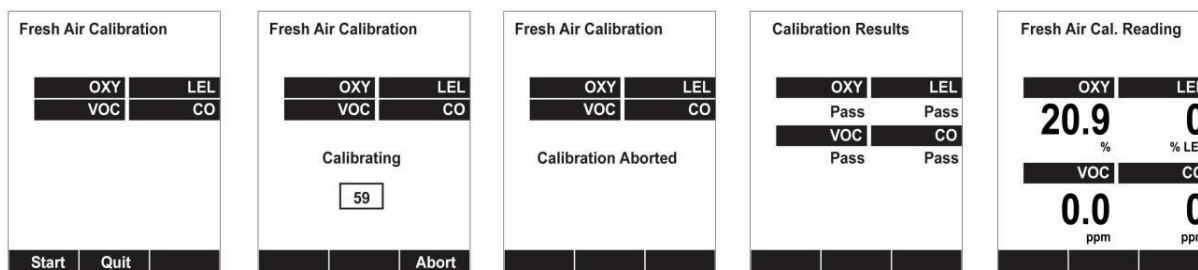 Fresh Air Calibration
OXY LEL
VOC CO
Start Quit
Fresh Air Calibration
OXY LEL
VOC CO
Calibrating
59
Abort
Fresh Air Calibration
OXY LEL
VOC CO
Calibration Aborted
Calibration Results
OXY LEL
Pass Pass
VOC CO
Pass Pass
Fresh Air Cal. Reading
OXY
20.9
%
VOC
0.0
ppm